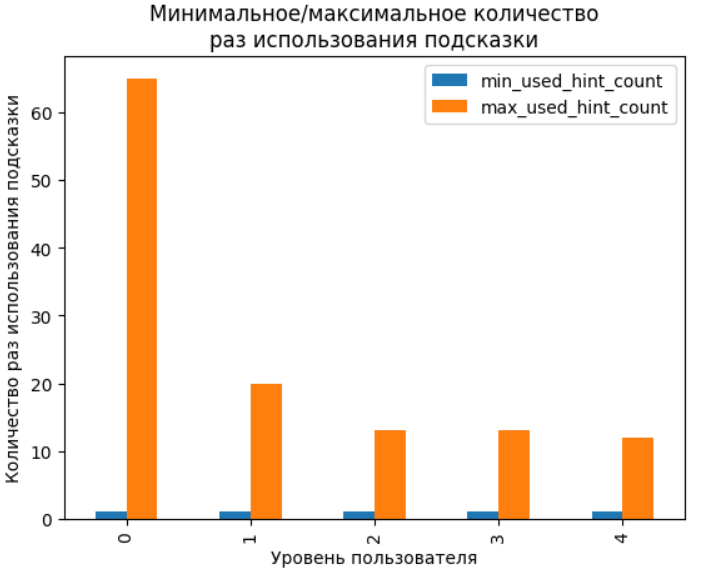 Минимальное/максимальное количество
раз использования подсказки
min_used_hint_count
max_used_hint_count
Количество раз использования подсказки
60
50
40
30
20
10
0
0
1
2
3
4
Уровень пользователя